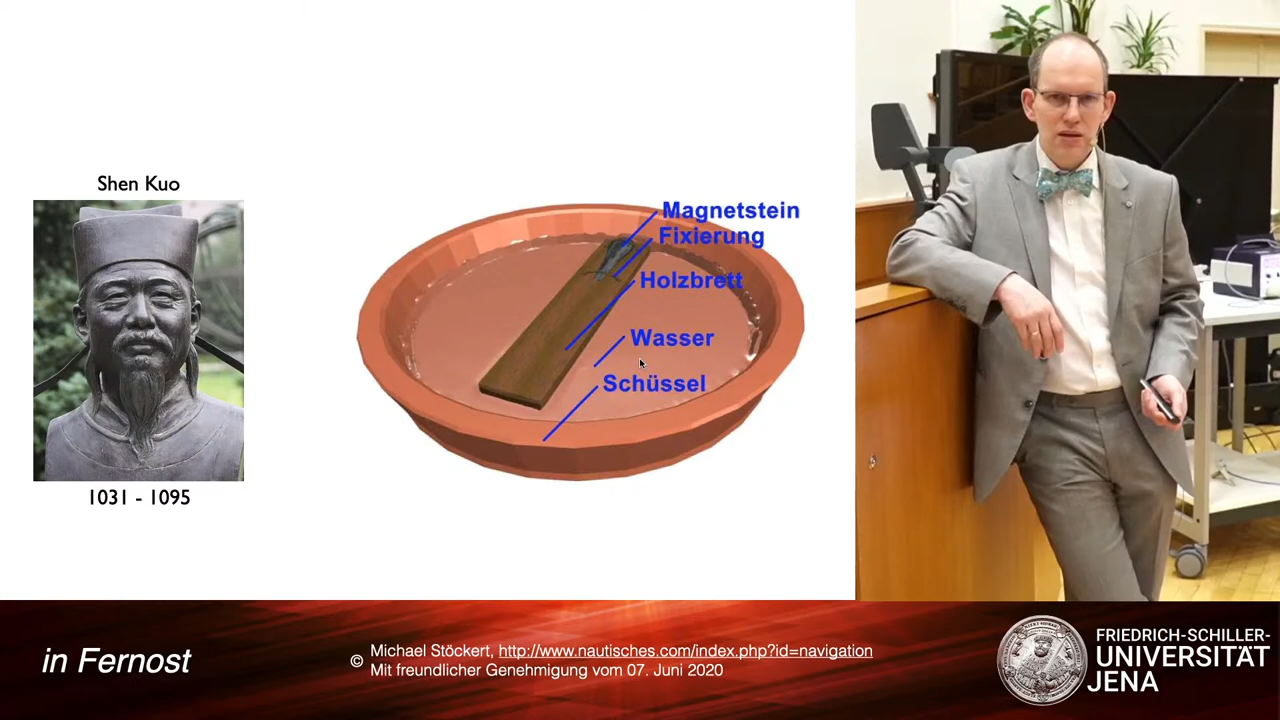 Shen Kuo
1031 - 1095
Magnetstein
Fixierung
Holzbrett
Wasser
Schüssel
in Fernost
© Michael Stöckert, http://www.nautisches.com/index.php?id=navigation
Mit freundlicher Genehmigung vom 07. Juni 2020
FRIEDRICH-SCHILLER-
UNIVERSITÄT
JENA